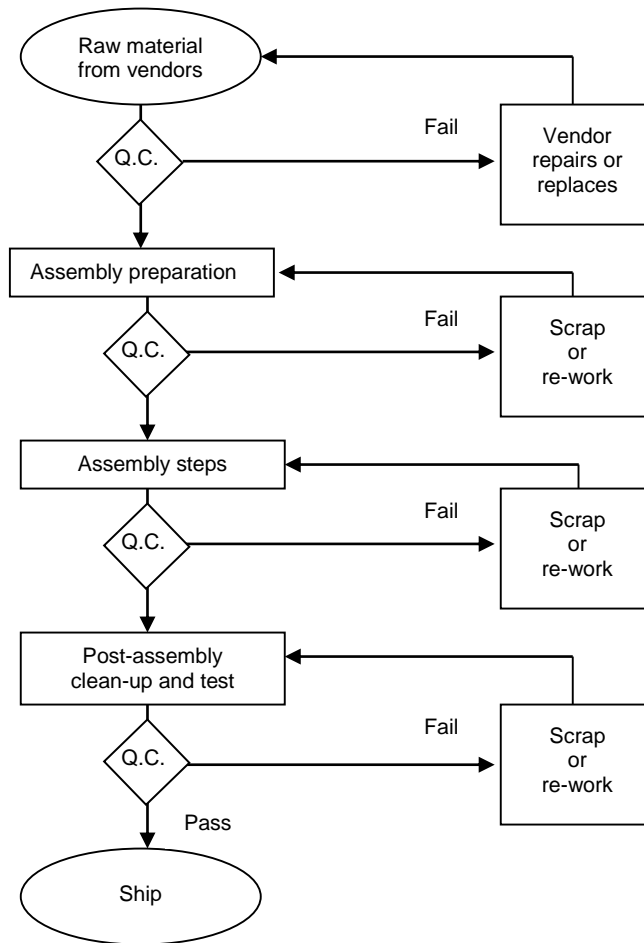 Raw material
from vendors
Fail
Q.C.
Vendor
repairs or
replaces
Assembly preparation
Fail
Q.C.
Scrap
or
re-work
Assembly steps
Fail
Q.C.
Scrap
or
re-work
Post-assembly
clean-up and test
Fail
Q.C.
Scrap
or
re-work
Pass
Ship